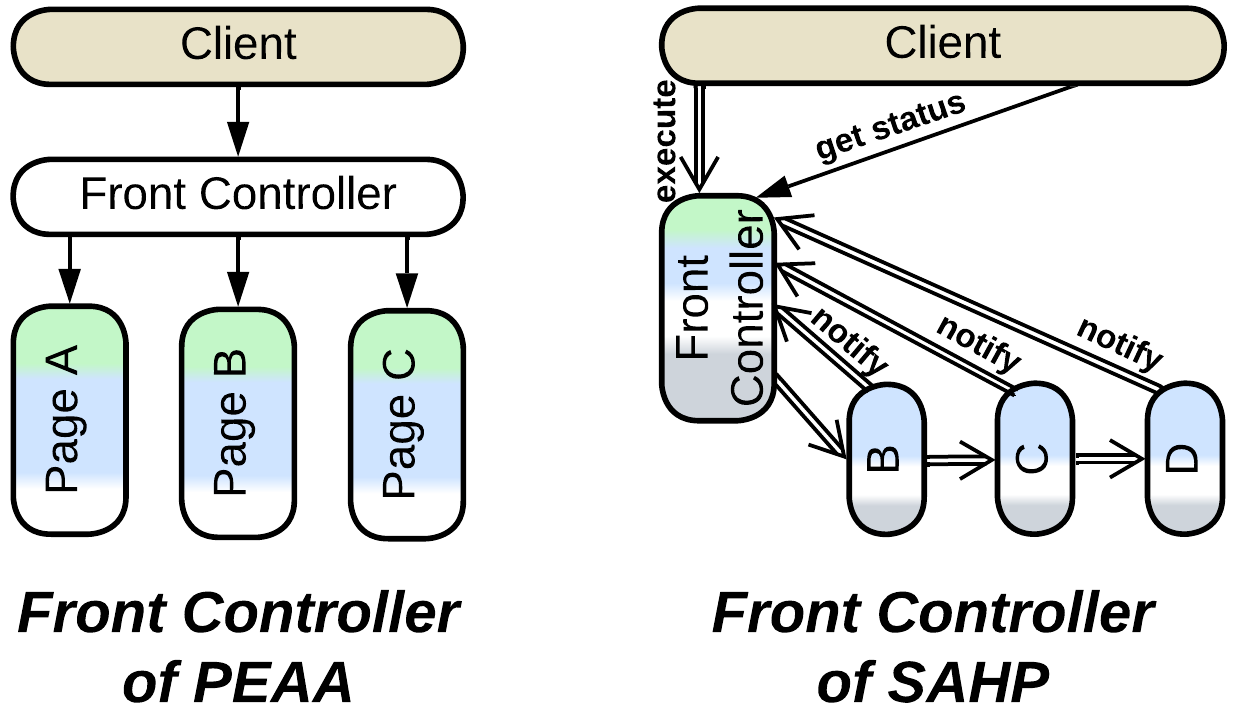 Client
Front Controller
Page A
Page B
Page C
Front Controller
of PEAA
Client
execute
get status
Front
Controller
notify
notify
notify
B
C
D
Front Controller
of SAHP